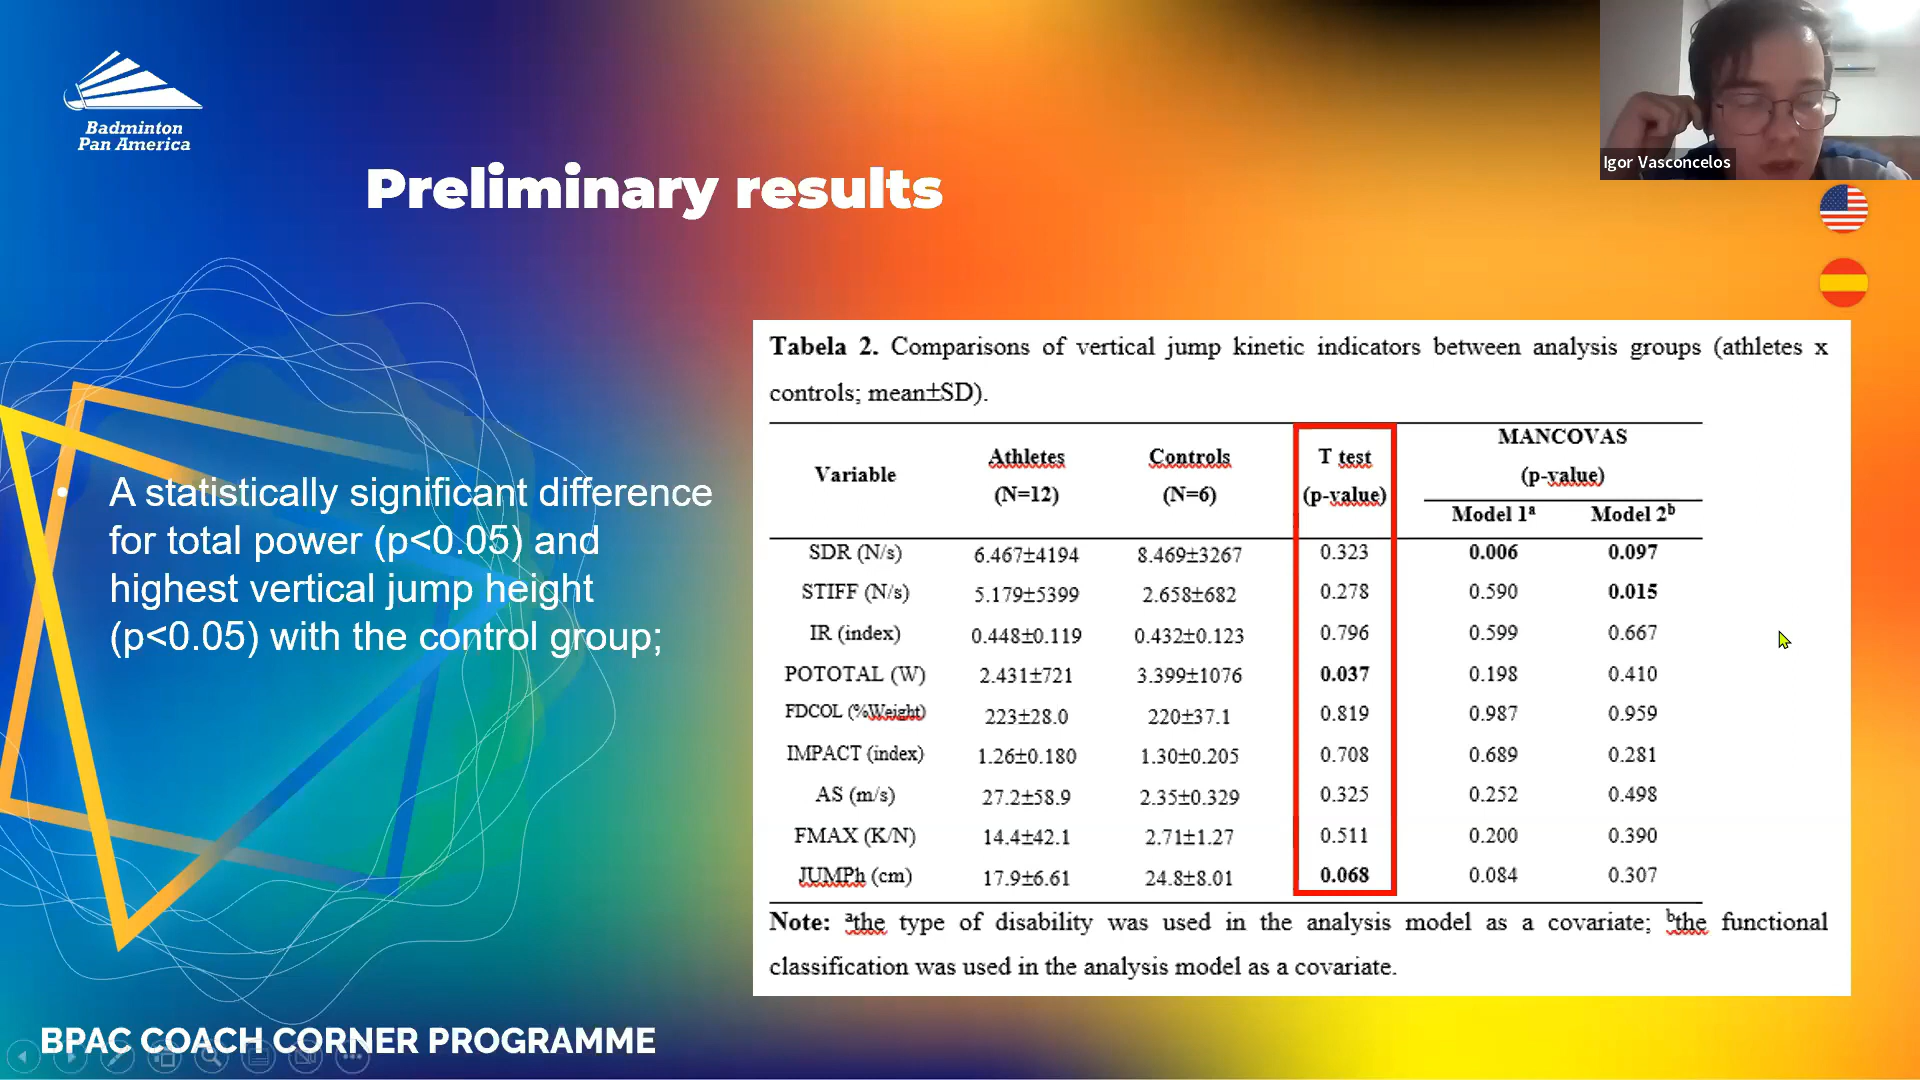 Badminton
Pan America
Igor Vasconcelos
Preliminary results
• A statistically significant difference
for total power (p<0.05) and
highest vertical jump height
(p<0.05) with the control group;
Tabela 2. Comparisons of vertical jump kinetic indicators between analysis groups (athletes x
controls; mean±SD).
Variable Athletes (N=12) Controls (N=6) T test (p-value) MANCOVAS (p-value)
Model 1ᵃ Model 2ᵇ
SDR (N/s) 6.467±4194 8.469±3267 0.323 0.006 0.097
STIFF (N/s) 5.179±5399 2.658±682 0.278 0.590 0.015
IR (index) 0.448±0.119 0.432±0.123 0.796 0.599 0.667
POTOTAL (W) 2.431±721 3.399±1076 0.037 0.198 0.410
FDCOL (%Weight) 223±28.0 220±37.1 0.819 0.987 0.959
IMPACT (index) 1.26±0.180 1.30±0.205 0.708 0.689 0.281
AS (m/s) 27.2±58.9 2.35±0.329 0.325 0.252 0.498
FMAX (K/N) 14.4±42.1 2.71±1.27 0.511 0.200 0.390
JUMPh (cm) 17.9±6.61 24.8±8.01 0.068 0.084 0.307
Note: ᵃthe type of disability was used in the analysis model as a covariate; ᵇthe functional
classification was used in the analysis model as a covariate.
BPAC COACH CORNER PROGRAMME